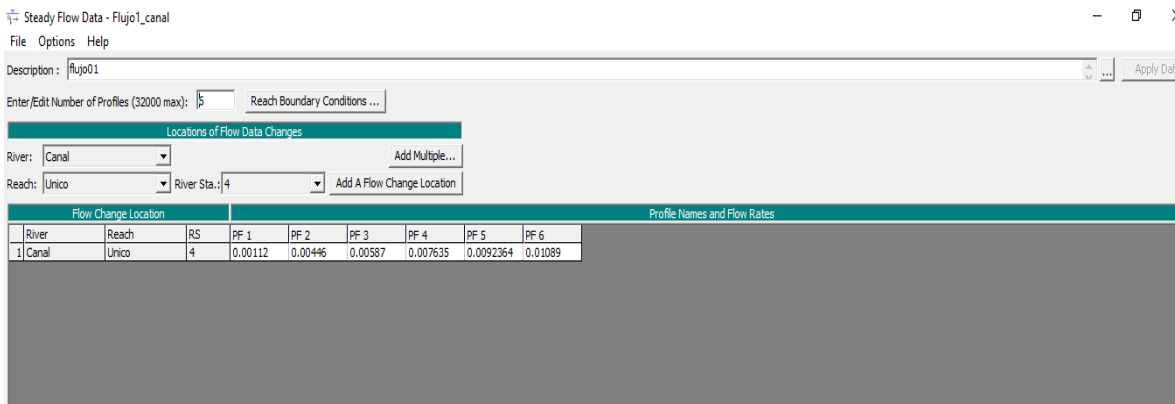 Steady Flow Data - Flujo1_canal
File Options Help
Description : flujo01 ... Apply Dat
Enter/Edit Number of Profiles (32000 max): 5 Reach Boundary Conditions ...
Locations of Flow Data Changes
River: Canal Add Multiple...
Reach: Unico River Sta.: 4 Add A Flow Change Location
Flow Change Location Profile Names and Flow Rates
River Reach RS PF 1 PF 2 PF 3 PF 4 PF 5 PF 6
1 Canal Unico 4 0.00112 0.00446 0.00587 0.007635 0.0092364 0.01089